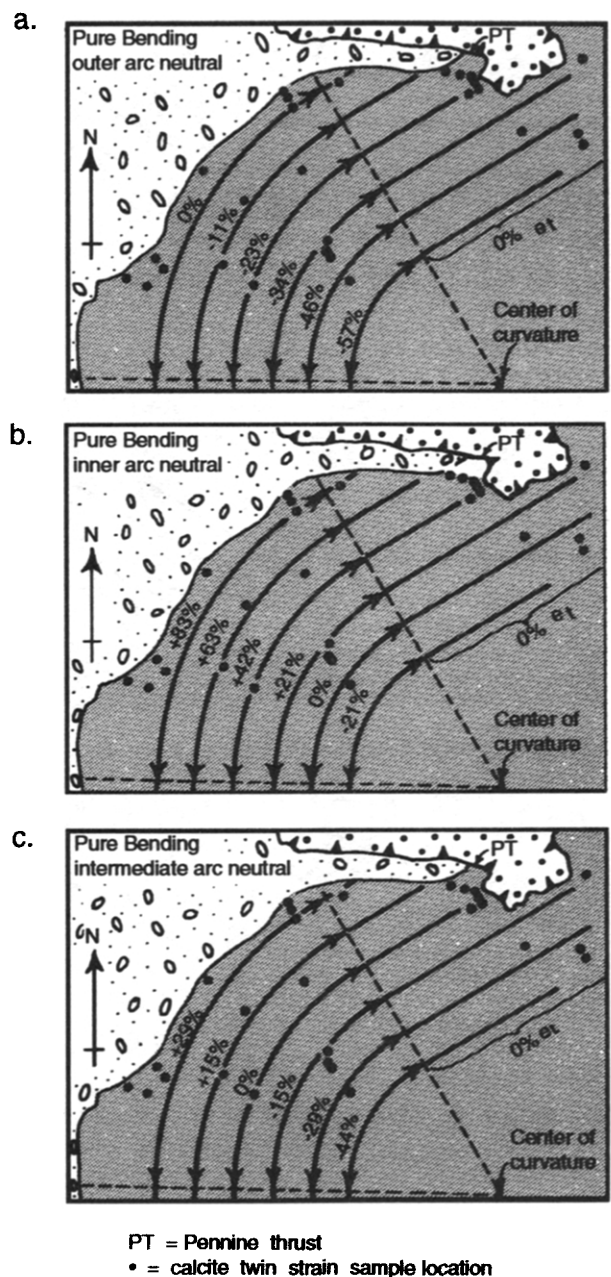 a.
Pure Bending
outer arc neutral
PT
N
0%
-11%
-23%
-34%
-46%
-57%
0% et
Center of
curvature
b.
Pure Bending
inner arc neutral
PT
N
+83%
+63%
+42%
+21%
0%
-21%
0% et
Center of
curvature
c.
Pure Bending
intermediate arc neutral
PT
N
+29%
+15%
0%
-15%
-29%
-44%
0% et
Center of
curvature
PT = Pennine thrust
• = calcite twin strain sample location